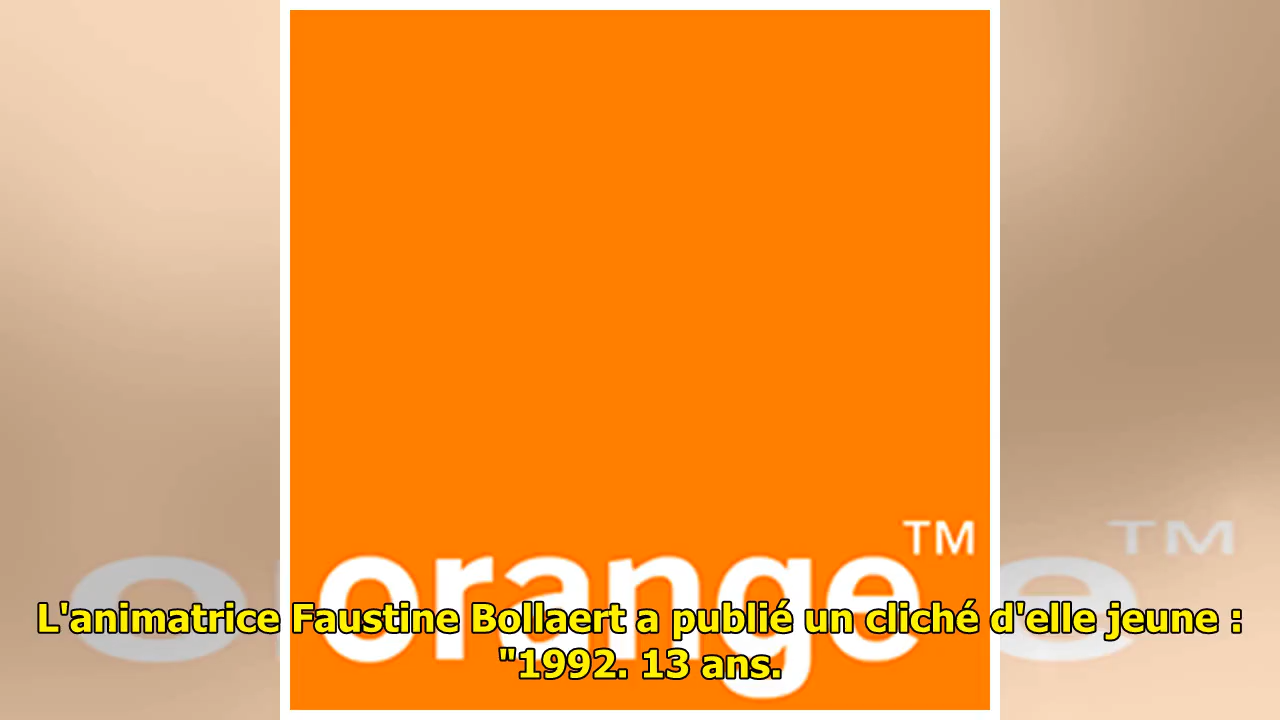 orange™
L'animatrice Faustine Bollaert a publié un cliché d'elle jeune :
"1992. 13 ans.